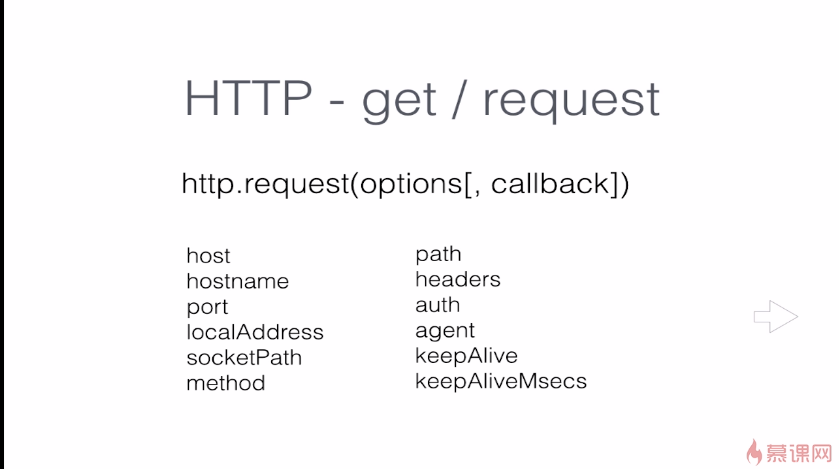 HTTP - get / request
http.request(options[, callback])
host
hostname
port
localAddress
socketPath
method
path
headers
auth
agent
keepAlive
keepAliveMsecs
慕课网